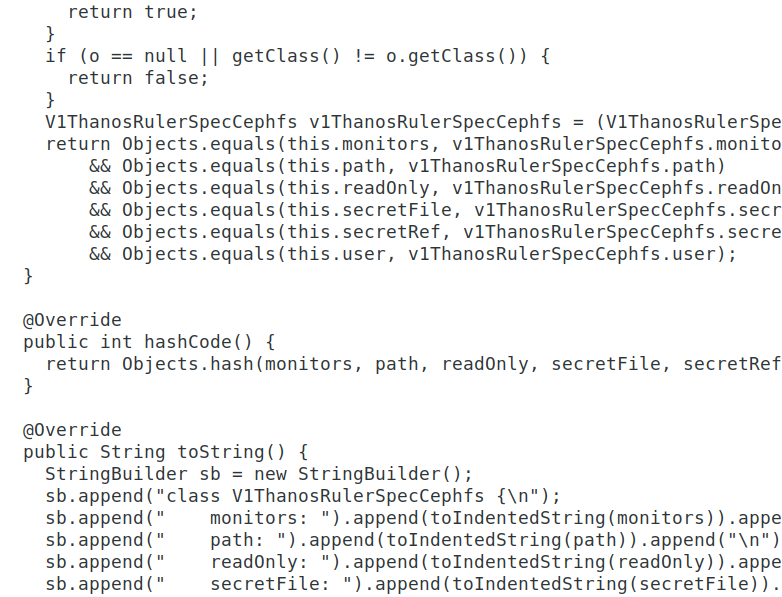 return true;
  }
  if (o == null || getClass() != o.getClass()) {
    return false;
  }
  V1ThanosRulerSpecCephfs v1ThanosRulerSpecCephfs = (V1ThanosRulerSpe
  return Objects.equals(this.monitors, v1ThanosRulerSpecCephfs.monito
      && Objects.equals(this.path, v1ThanosRulerSpecCephfs.path)
      && Objects.equals(this.readOnly, v1ThanosRulerSpecCephfs.readOn
      && Objects.equals(this.secretFile, v1ThanosRulerSpecCephfs.secr
      && Objects.equals(this.secretRef, v1ThanosRulerSpecCephfs.secre
      && Objects.equals(this.user, v1ThanosRulerSpecCephfs.user);
}

@Override
public int hashCode() {
  return Objects.hash(monitors, path, readOnly, secretFile, secretRef
}

@Override
public String toString() {
  StringBuilder sb = new StringBuilder();
  sb.append("class V1ThanosRulerSpecCephfs {\n");
  sb.append("    monitors: ").append(toIndentedString(monitors)).appe
  sb.append("    path: ").append(toIndentedString(path)).append("\n")
  sb.append("    readOnly: ").append(toIndentedString(readOnly)).appe
  sb.append("    secretFile: ").append(toIndentedString(secretFile)).